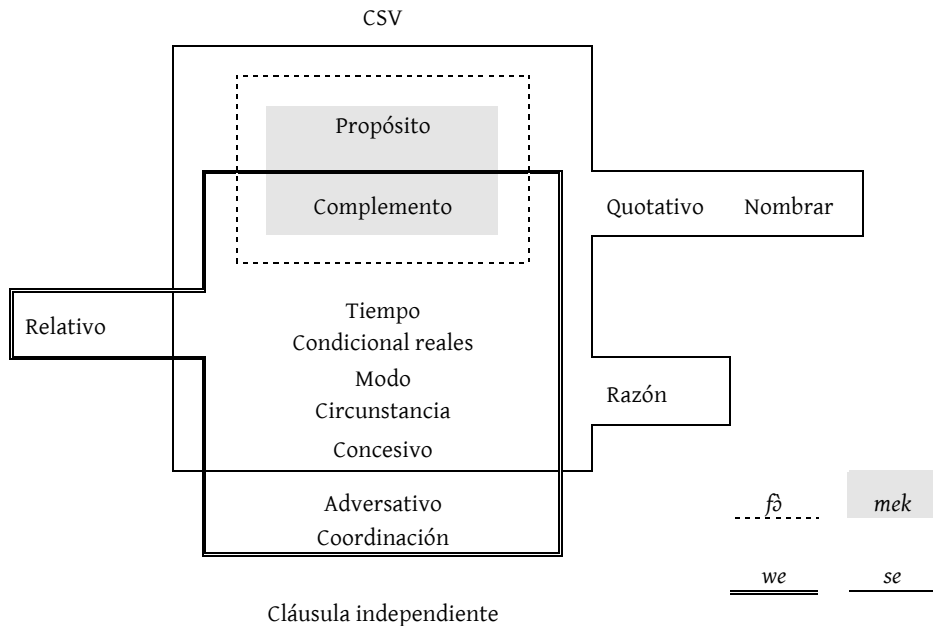 CSV
Propósito
Complemento
Quotativo Nombrar
Tiempo
Relativo
Condicional reales
Modo
Razón
Circunstancia
Concesivo
Adversativo
fɔ̂ mek
Coordinación
we se
Cláusula independiente